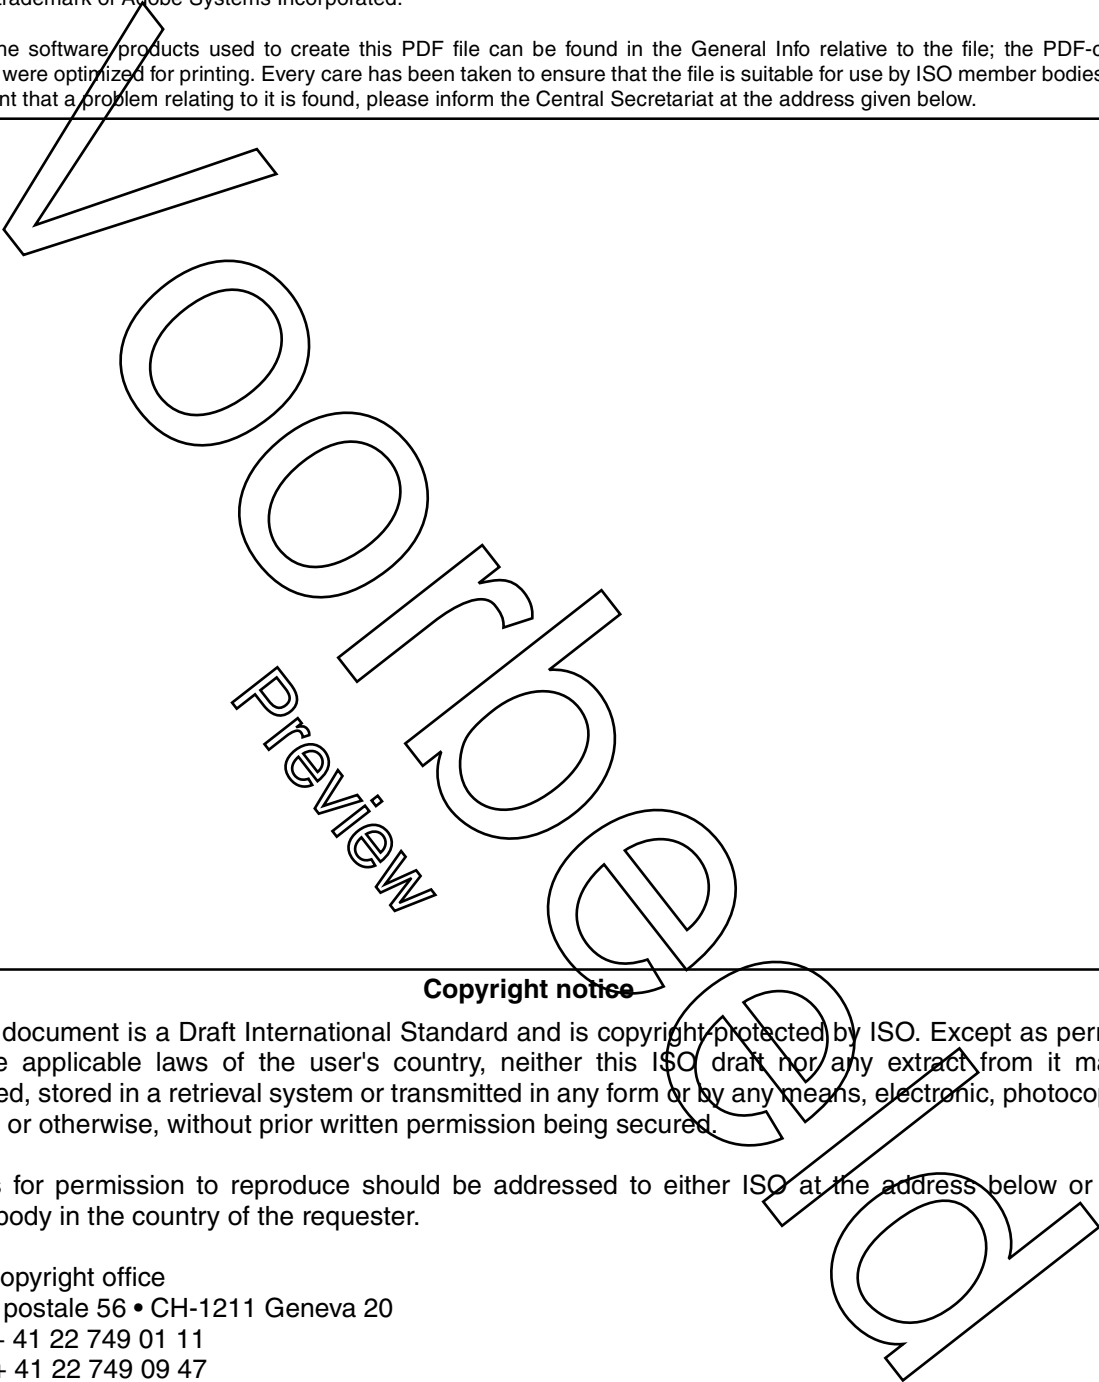 trademark of Adobe Systems Incorporated.
he software products used to create this PDF file can be found in the General Info relative to the file; the PDF-c
were optimized for printing. Every care has been taken to ensure that the file is suitable for use by ISO member bodies
nt that a problem relating to it is found, please inform the Central Secretariat at the address given below.
Voorbeeld
Preview
Copyright notice
document is a Draft International Standard and is copyright-protected by ISO. Except as perm
e applicable laws of the user's country, neither this ISO draft nor any extract from it ma
ed, stored in a retrieval system or transmitted in any form or by any means, electronic, photocop
or otherwise, without prior written permission being secured.
s for permission to reproduce should be addressed to either ISO at the address below or
body in the country of the requester.
opyright office
postale 56 • CH-1211 Geneva 20
+ 41 22 749 01 11
+ 41 22 749 09 47